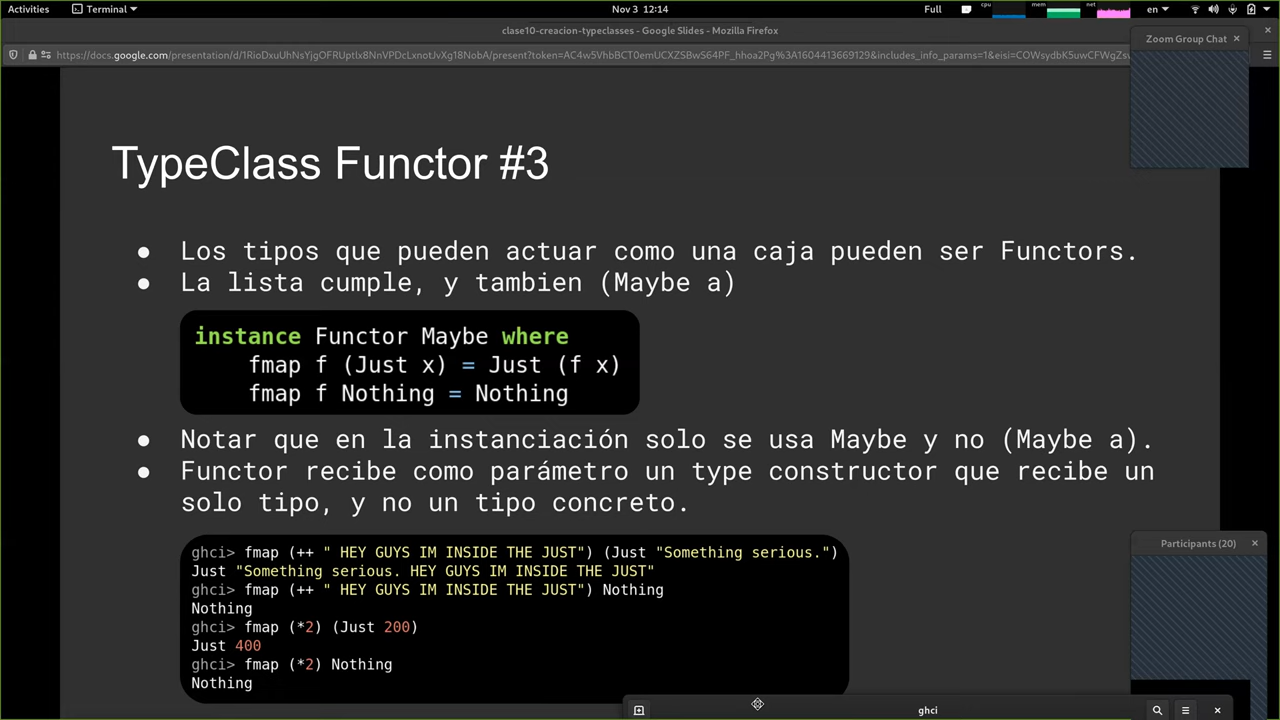 Activities
Terminal
Nov 3 12:14
Full
cpu
mem
net
en
clase10-creacion-typeclasses - Google Slides - Mozilla Firefox
Zoom Group Chat
TypeClass Functor #3
● Los tipos que pueden actuar como una caja pueden ser Functors.
● La lista cumple, y tambien (Maybe a)
instance Functor Maybe where
fmap f (Just x) = Just (f x)
fmap f Nothing = Nothing
● Notar que en la instanciación solo se usa Maybe y no (Maybe a).
● Functor recibe como parámetro un type constructor que recibe un
solo tipo, y no un tipo concreto.
ghci> fmap (++ " HEY GUYS IM INSIDE THE JUST") (Just "Something serious.")
Just "Something serious. HEY GUYS IM INSIDE THE JUST"
ghci> fmap (++ " HEY GUYS IM INSIDE THE JUST") Nothing
Nothing
ghci> fmap (*2) (Just 200)
Just 400
ghci> fmap (*2) Nothing
Nothing
Participants (20)
ghci